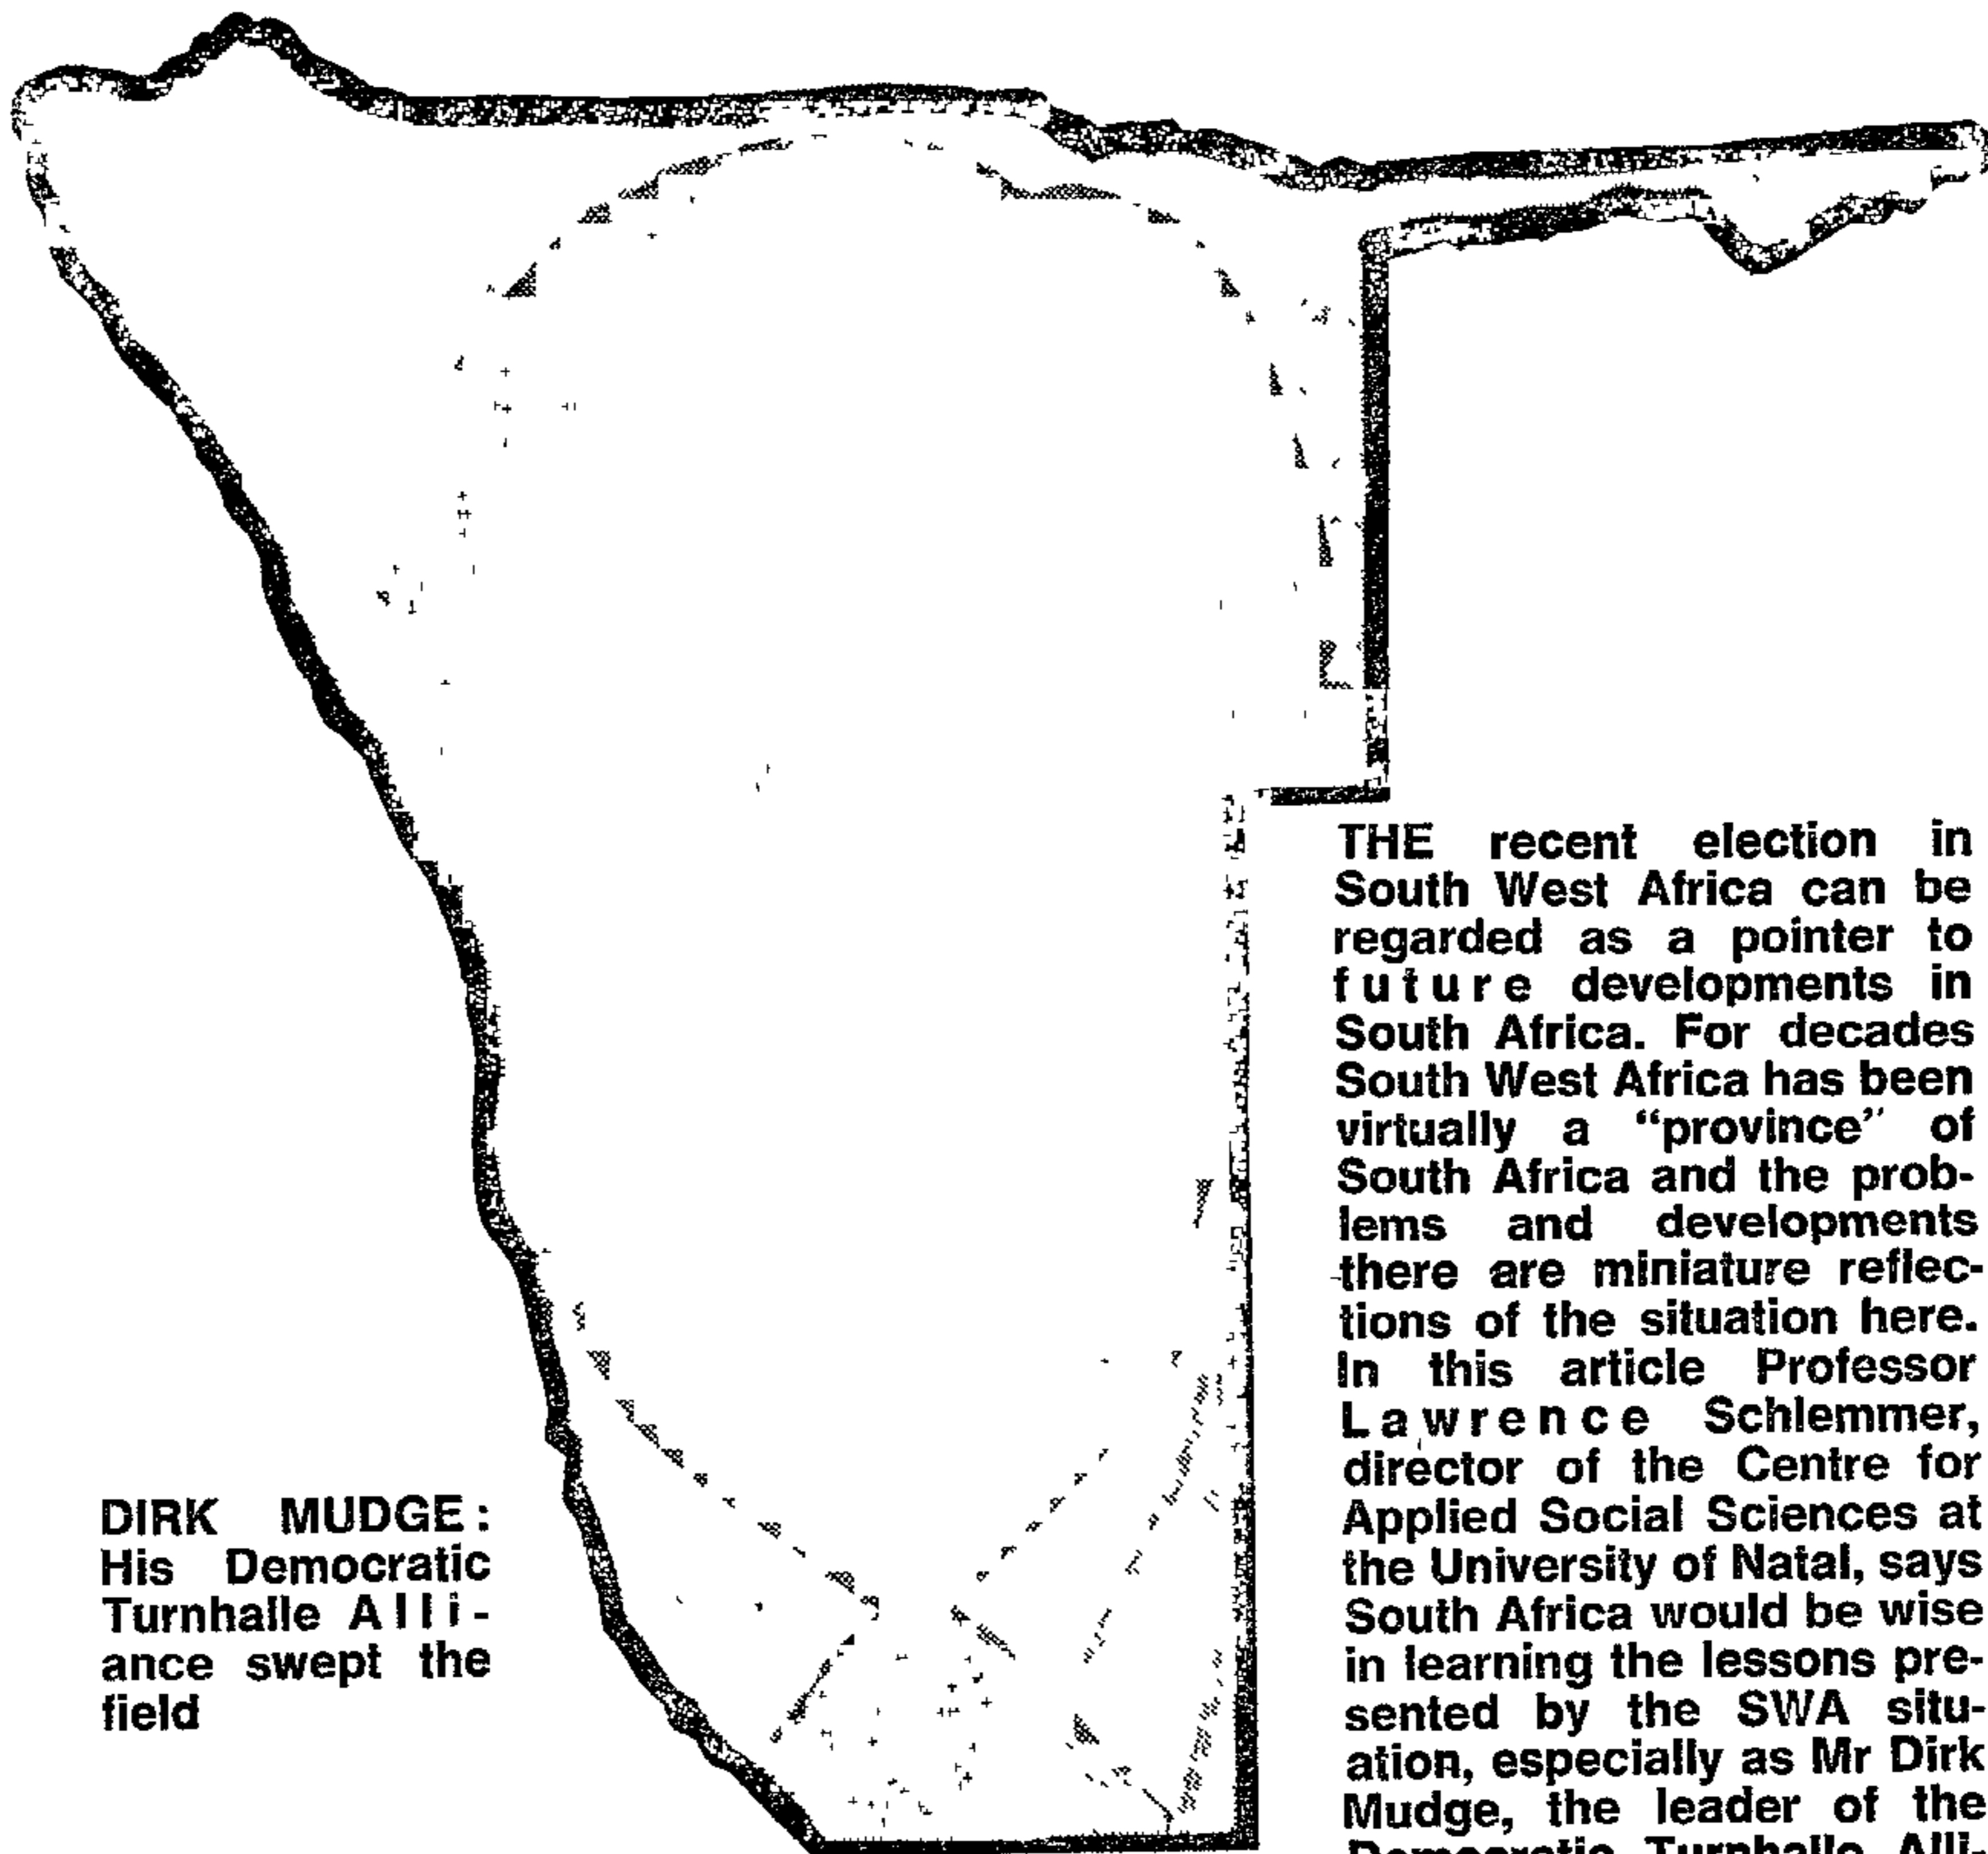 DIRK MUDGE:
His Democratic
Turnhalle Alli-
ance swept the
field
THE recent election in
South West Africa can be
regarded as a pointer to
future developments in
South Africa. For decades
South West Africa has been
virtually a “province” of
South Africa and the prob-
lems and developments
there are miniature reflec-
tions of the situation here.
In this article Professor
Lawrence Schlemmer,
director of the Centre for
Applied Social Sciences at
the University of Natal, says
South Africa would be wise
in learning the lessons pre-
sented by the SWA situ-
ation, especially as Mr Dirk
Mudge, the leader of the
Democratic Turnhalle Alli-